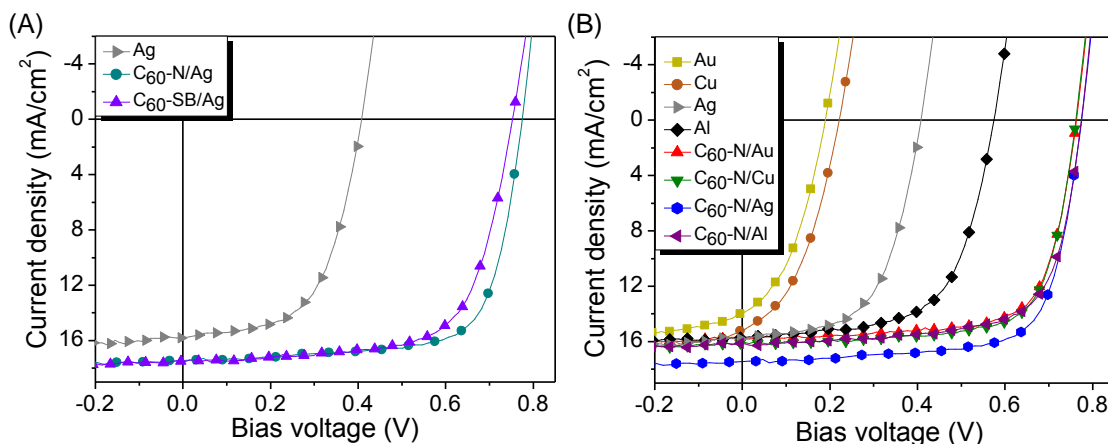 (A)
Ag
C60-N/Ag
C60-SB/Ag
Current density (mA/cm²)
-4
0
4
8
12
16
-0.2 0.0 0.2 0.4 0.6 0.8
Bias voltage (V)
(B)
Au
Cu
Ag
Al
C60-N/Au
C60-N/Cu
C60-N/Ag
C60-N/Al
Current density (mA/cm²)
-4
0
4
8
12
16
-0.2 0.0 0.2 0.4 0.6 0.8
Bias voltage (V)